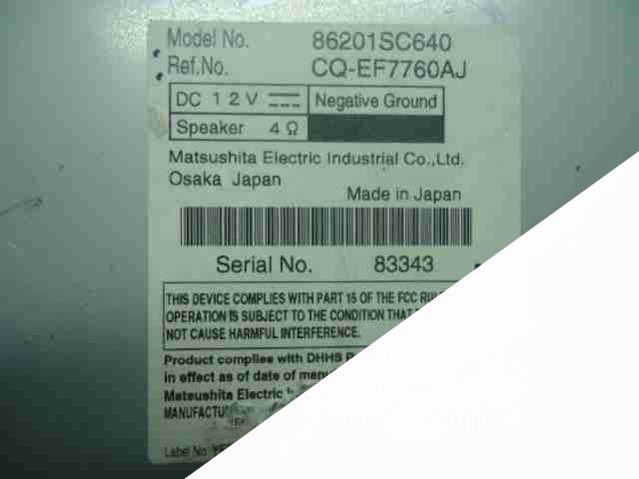 Model No. 86201SC640
Ref.No. CQ-EF7760AJ
DC 12V Negative Ground
Speaker 4Ω
Matsushita Electric Industrial Co.,Ltd.
Osaka Japan
Made in Japan
Serial No. 83343
THIS DEVICE COMPLIES WITH PART 15 OF THE FCC
OPERATION IS SUBJECT TO THE CONDITION THAT
NOT CAUSE HARMFUL INTERFERENCE.
Product complies with DHHS
in effect as of date of
Matsushita Electric
Label No.